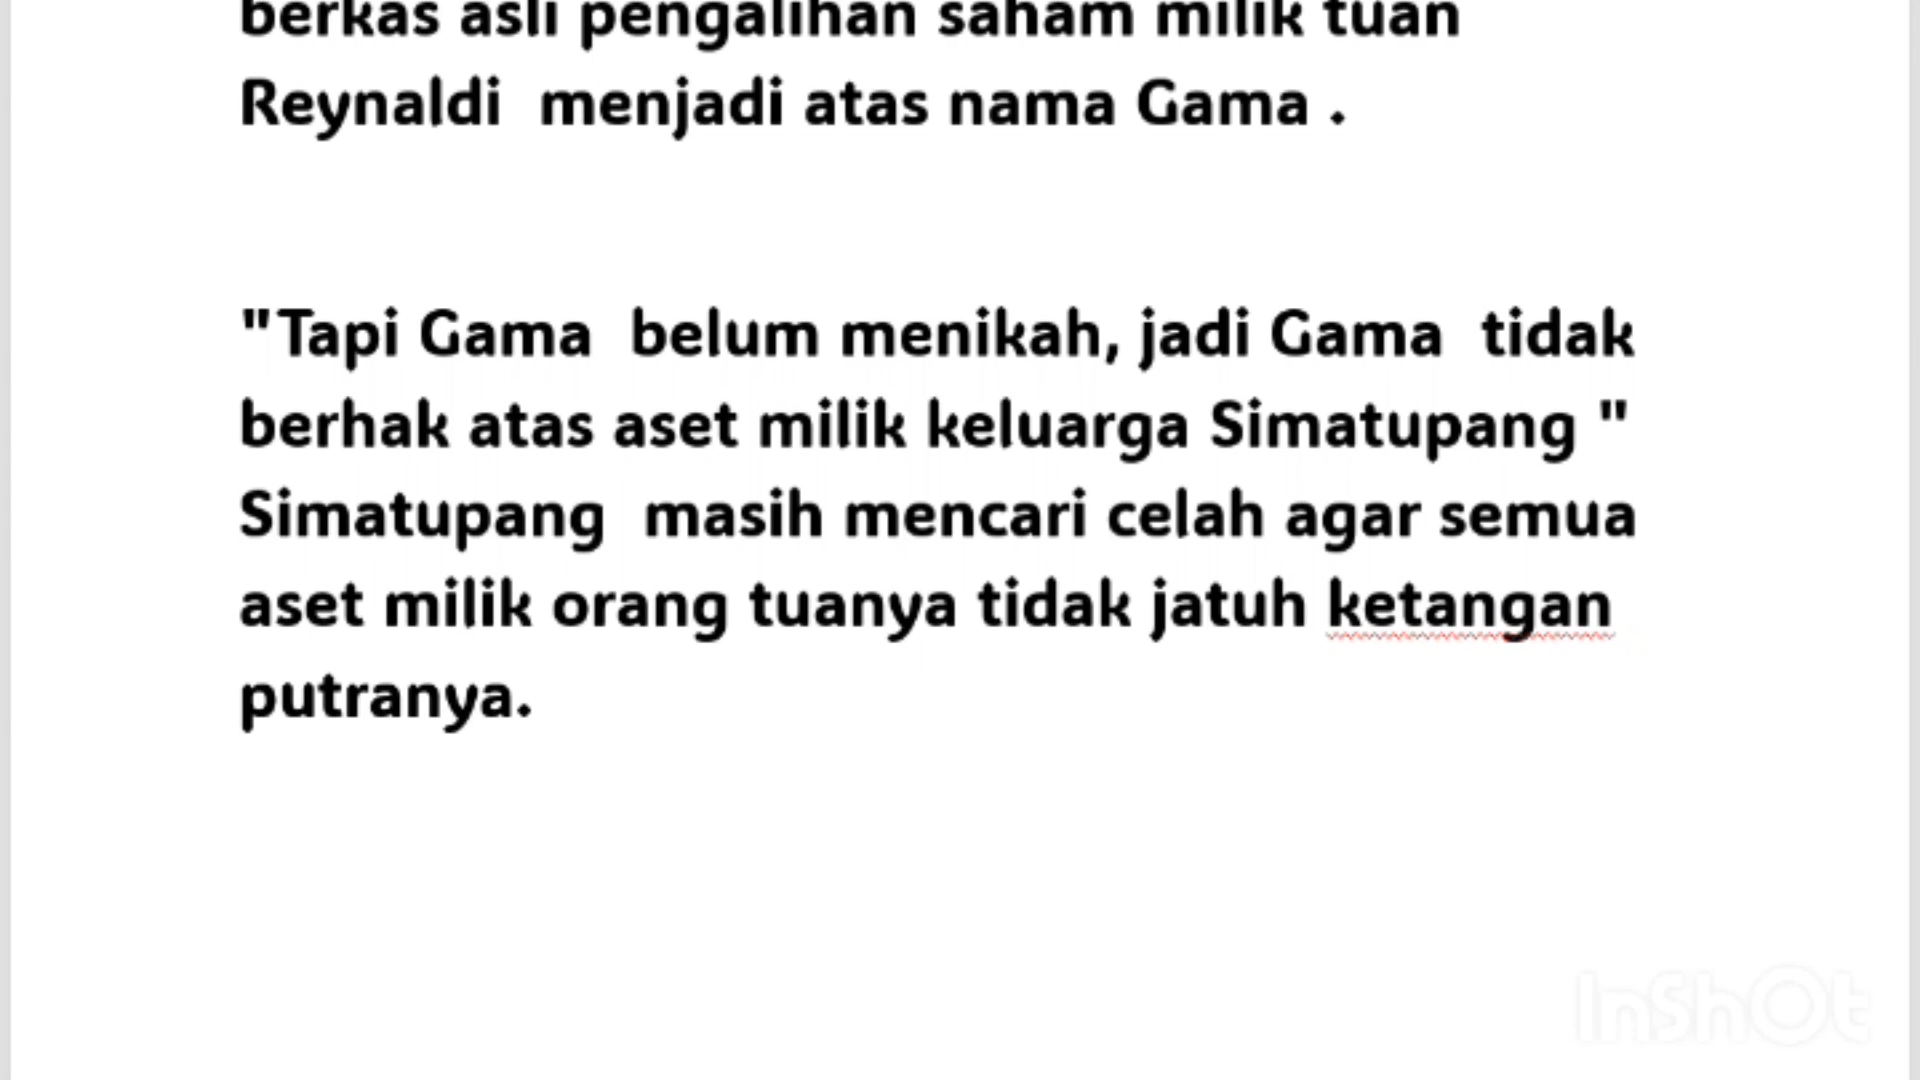 berkas asli pengalihan saham milik tuan
Reynaldi  menjadi atas nama Gama .
"Tapi Gama  belum menikah, jadi Gama  tidak
berhak atas aset milik keluarga Simatupang "
Simatupang  masih mencari celah agar semua
aset milik orang tuanya tidak jatuh ketangan
putranya.
InShOt